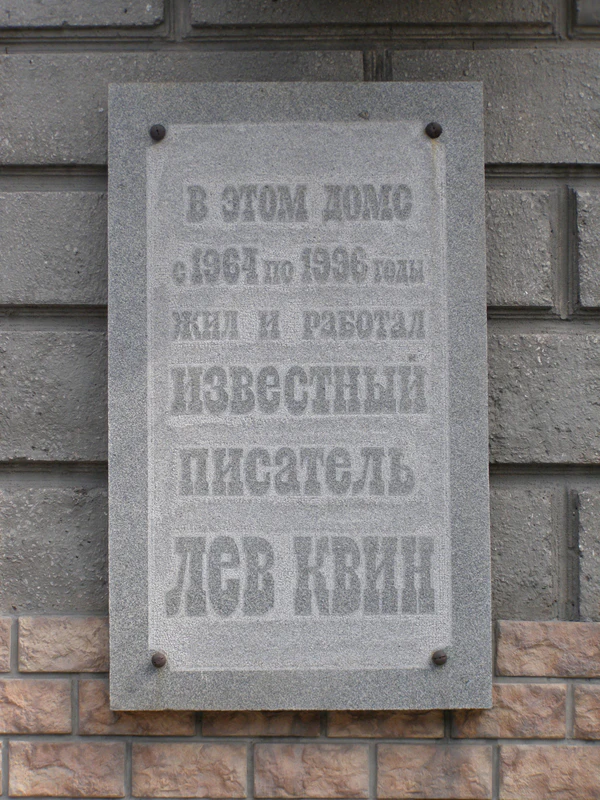 В ЭТОМ ДОМЕ
с 1964 по 1996 годы
жил и работал
известный
писатель
Лев Квин